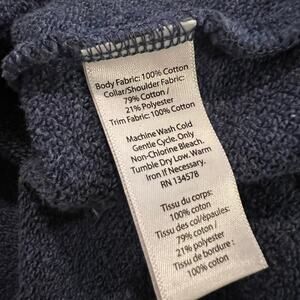 Body Fabric: 100% Cotton
Collar/Shoulder Fabric:
79% Cotton /
21% Polyester
Trim Fabric: 100% Cotton
Machine Wash Cold
Gentle Cycle. Only
Non-Chlorine Bleach.
Tumble Dry Low. Warm
Iron If Necessary.
RN 134578
Tissu du corps:
100% coton
Tissu des col/épaules:
79% coton /
21% polyester
Tissu de bordure :
100% coton